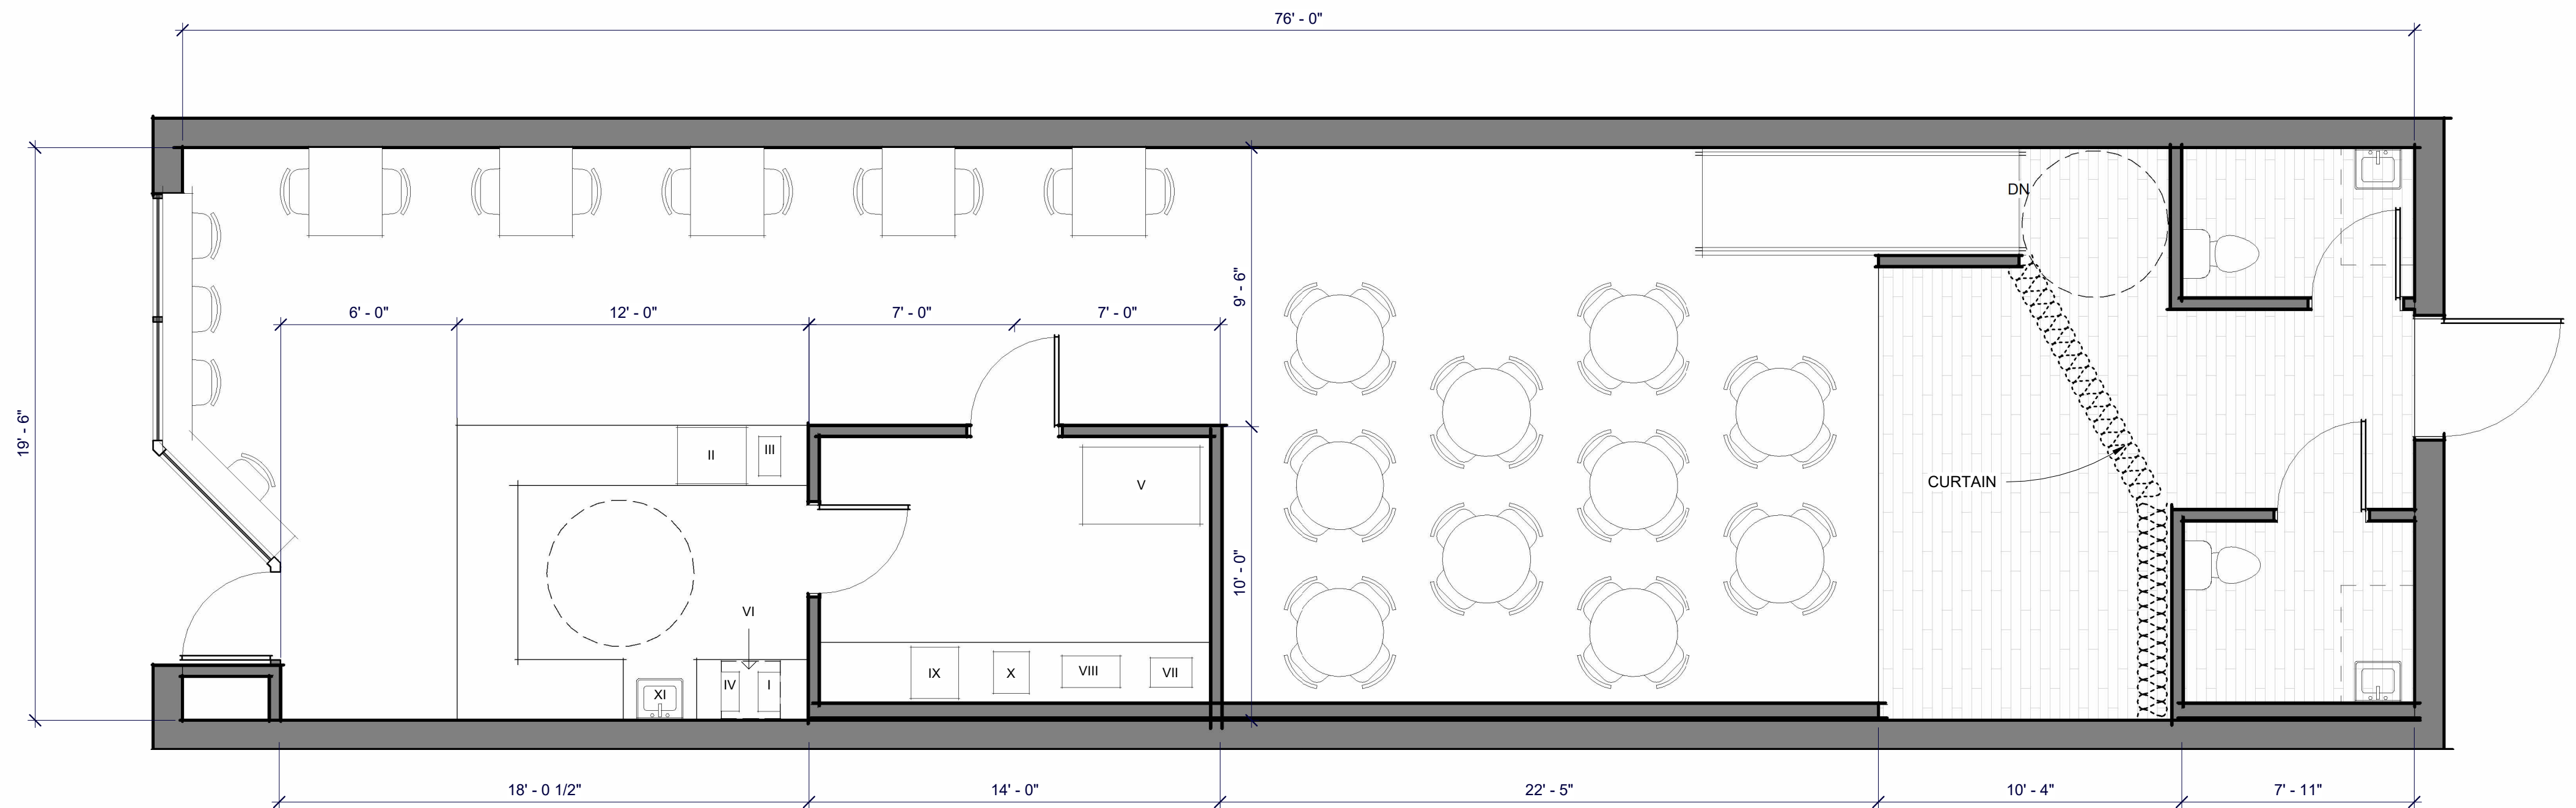 76' - 0"
DN
9' - 6"
6' - 0"
12' - 0"
7' - 0"
7' - 0"
19' - 6"
II
III
V
CURTAIN
10' - 0"
VI
IX
X
VIII
VII
IV
I
XI
18' - 0 1/2"
14' - 0"
22' - 5"
10' - 4"
7' - 11"